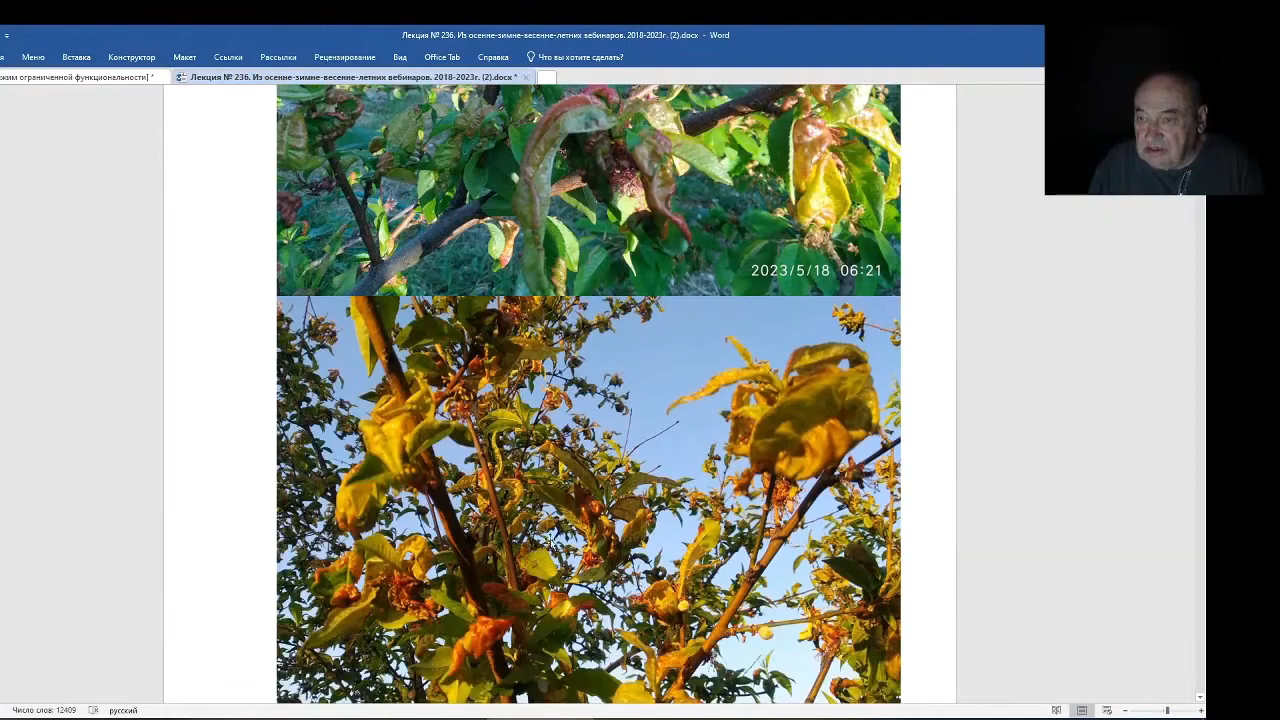 Лекция № 236. Из осенне-зимне-весенне-летних вебинаров. 2018-2023г. (2).docx - Word
Меню Вставка Конструктор Макет Ссылки Рассылки Рецензирование Вид Office Tab Справка Что вы хотите сделать?
ограниченной функциональности] * Лекция № 236. Из осенне-зимне-весенне-летних вебинаров. 2018-2023г. (2).docx *
2023/5/18 06:21
Число слов: 12409 русский